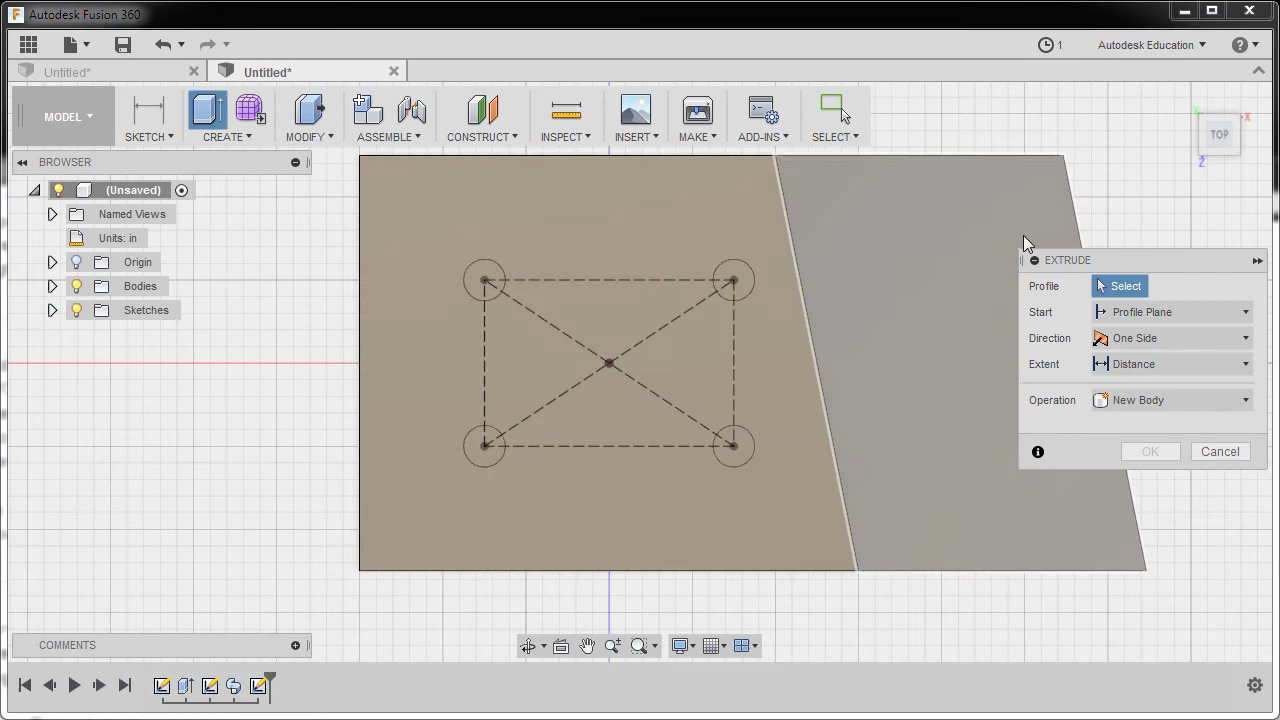 Autodesk Fusion 360
1
Autodesk Education
?
Untitled*
Untitled*
MODEL
SKETCH
CREATE
MODIFY
ASSEMBLE
CONSTRUCT
INSPECT
INSERT
MAKE
ADD-INS
SELECT
BROWSER
(Unsaved)
Named Views
Units: in
Origin
Bodies
Sketches
Y
X
TOP
Z
EXTRUDE
Profile
Select
Start
Profile Plane
Direction
One Side
Extent
Distance
Operation
New Body
OK
Cancel
COMMENTS